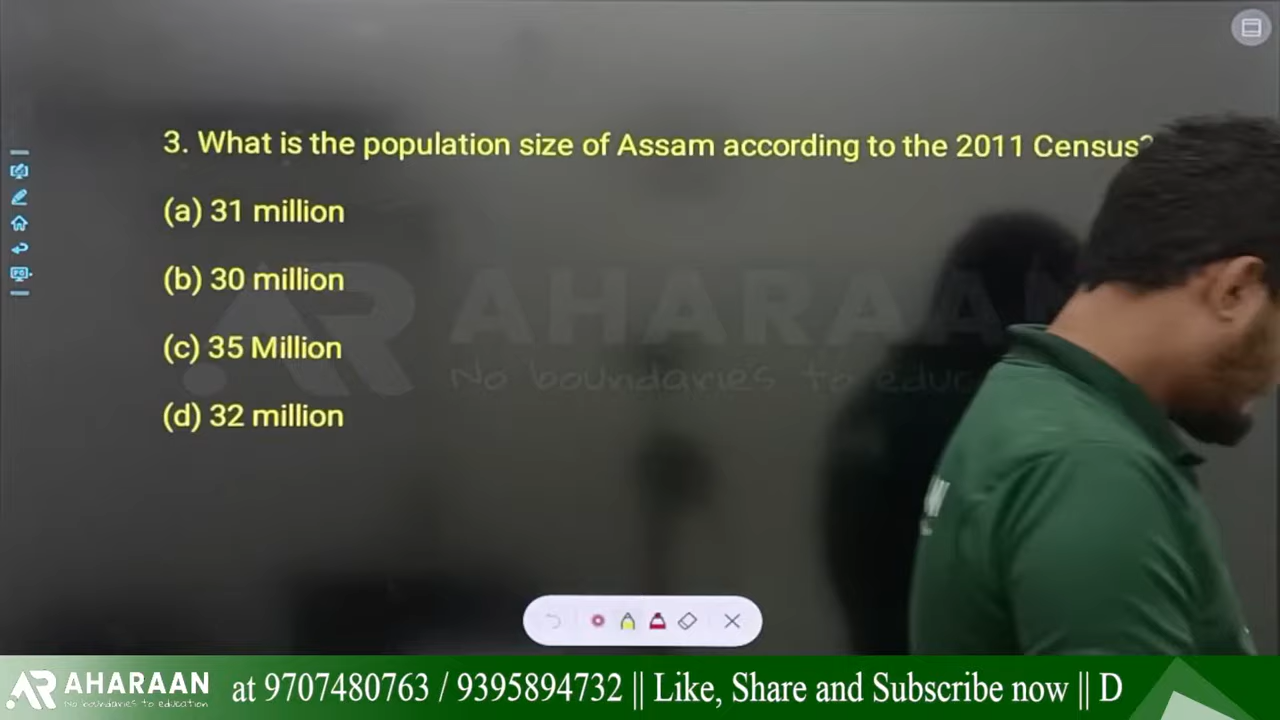 3. What is the population size of Assam according to the 2011 Census?
(a) 31 million
(b) 30 million
(c) 35 Million
(d) 32 million
AR AHARAAN
No boundaries to educ
AR AHARAAN
No boundaries to education
at 9707480763 / 9395894732 || Like, Share and Subscribe now || D